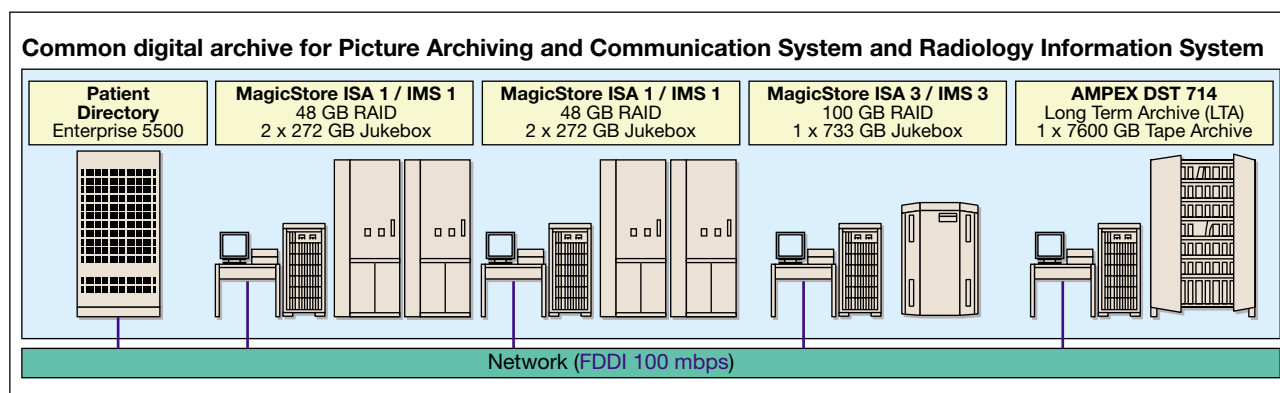 Common digital archive for Picture Archiving and Communication System and Radiology Information System
Patient
Directory
Enterprise 5500
MagicStore ISA 1 / IMS 1
48 GB RAID
2 x 272 GB Jukebox
MagicStore ISA 1 / IMS 1
48 GB RAID
2 x 272 GB Jukebox
MagicStore ISA 3 / IMS 3
100 GB RAID
1 x 733 GB Jukebox
AMPEX DST 714
Long Term Archive (LTA)
1 x 7600 GB Tape Archive
Network (FDDI 100 mbps)